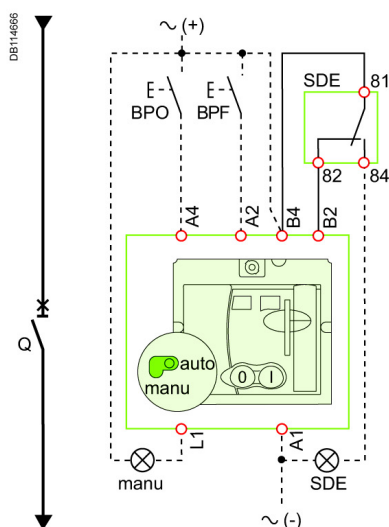 DB114666
(+)
SDE
81
BPO
BPF
82
84
A4
A2
B4
B2
Q
auto
manu
0
I
L1
A1
manu
SDE
(-)